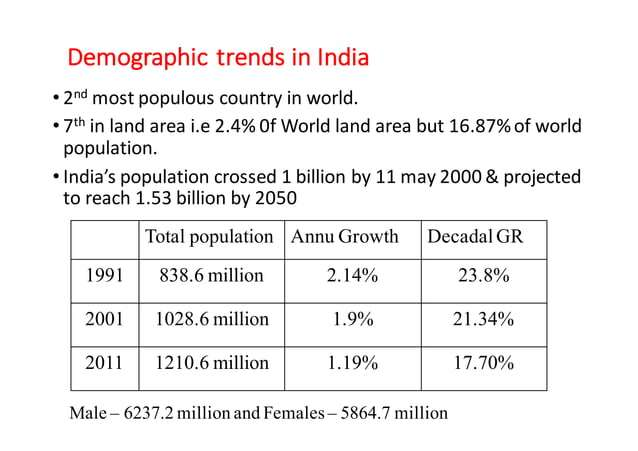 Demographic trends in India
• 2nd most populous country in world.
• 7th in land area i.e 2.4% 0f World land area but 16.87% of world
population.
• India's population crossed 1 billion by 11 may 2000 & projected
to reach 1.53 billion by 2050
Total population Annu Growth Decadal GR
1991 838.6 million 2.14% 23.8%
2001 1028.6 million 1.9% 21.34%
2011 1210.6 million 1.19% 17.70%
Male – 6237.2 million and Females – 5864.7 million